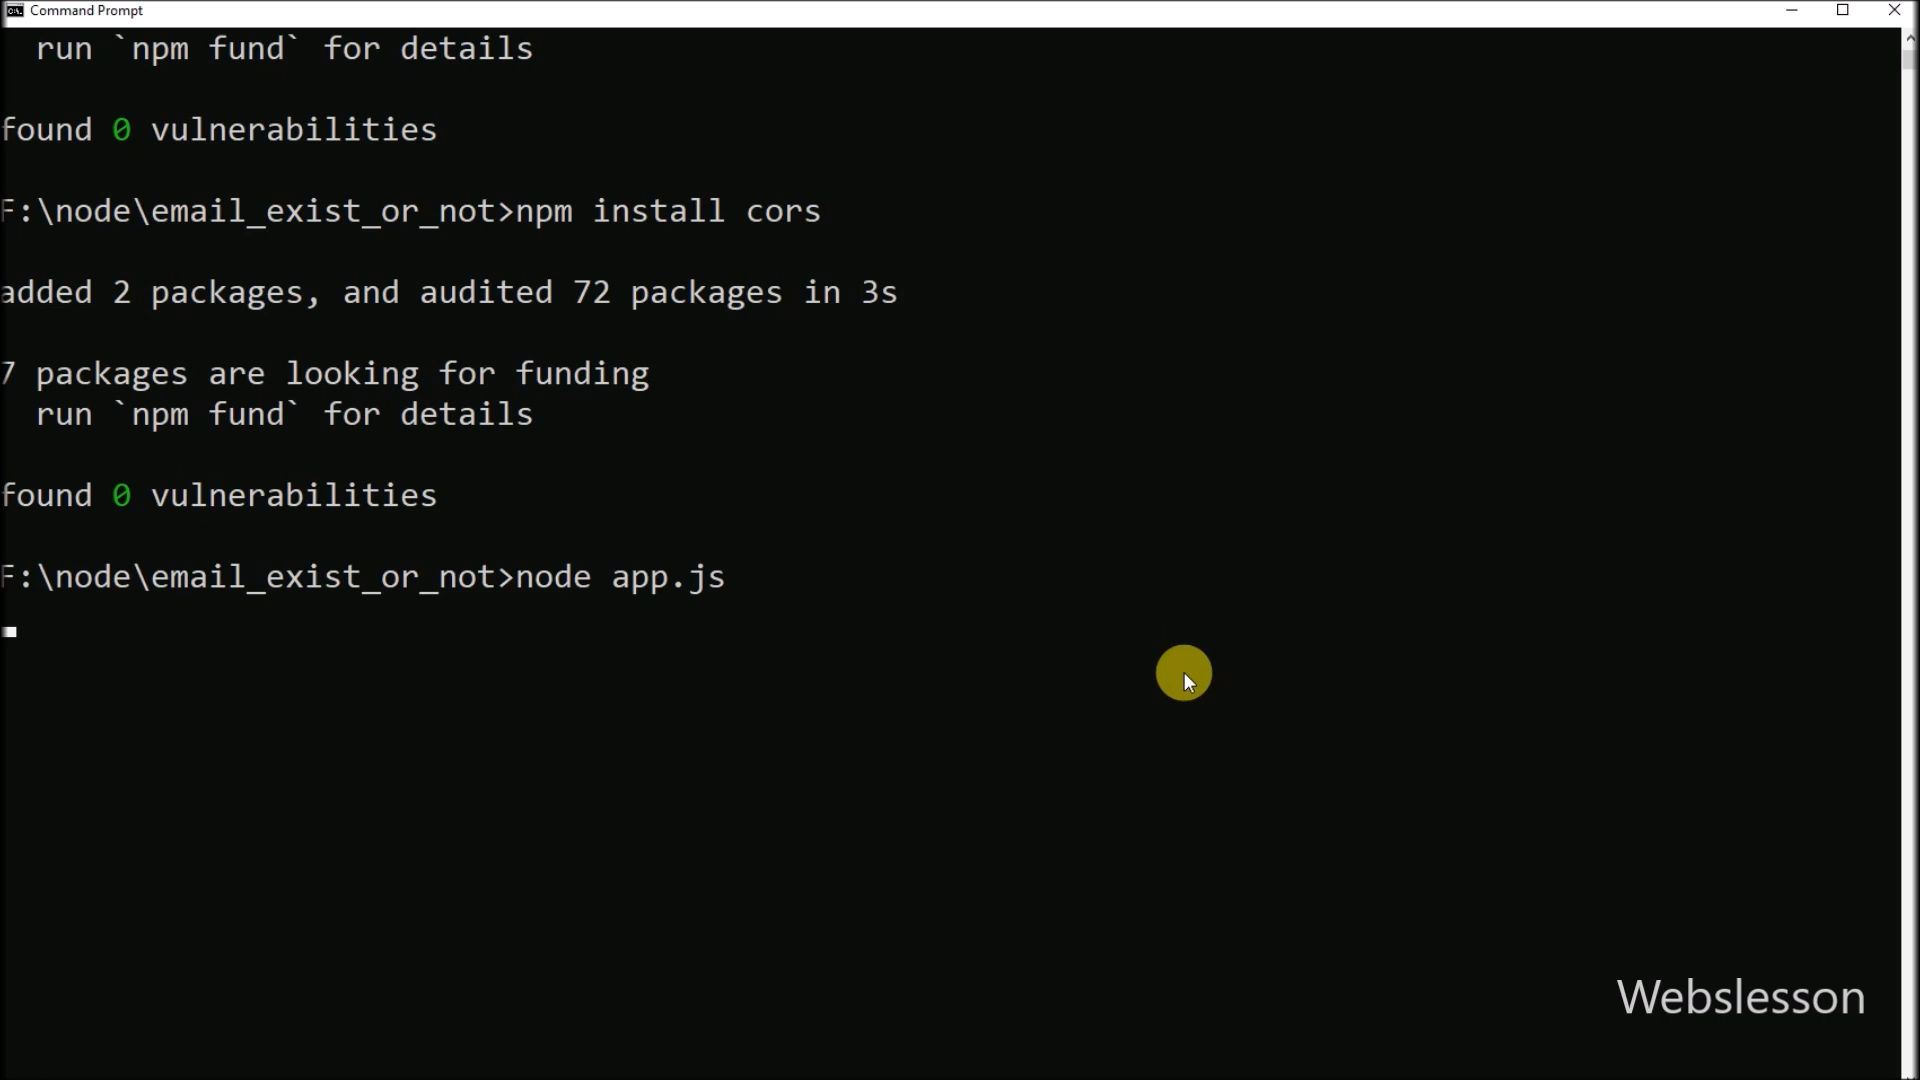 Command Prompt
run `npm fund` for details
found 0 vulnerabilities
F:\node\email_exist_or_not>npm install cors
added 2 packages, and audited 72 packages in 3s
7 packages are looking for funding
run `npm fund` for details
found 0 vulnerabilities
F:\node\email_exist_or_not>node app.js
Webslesson